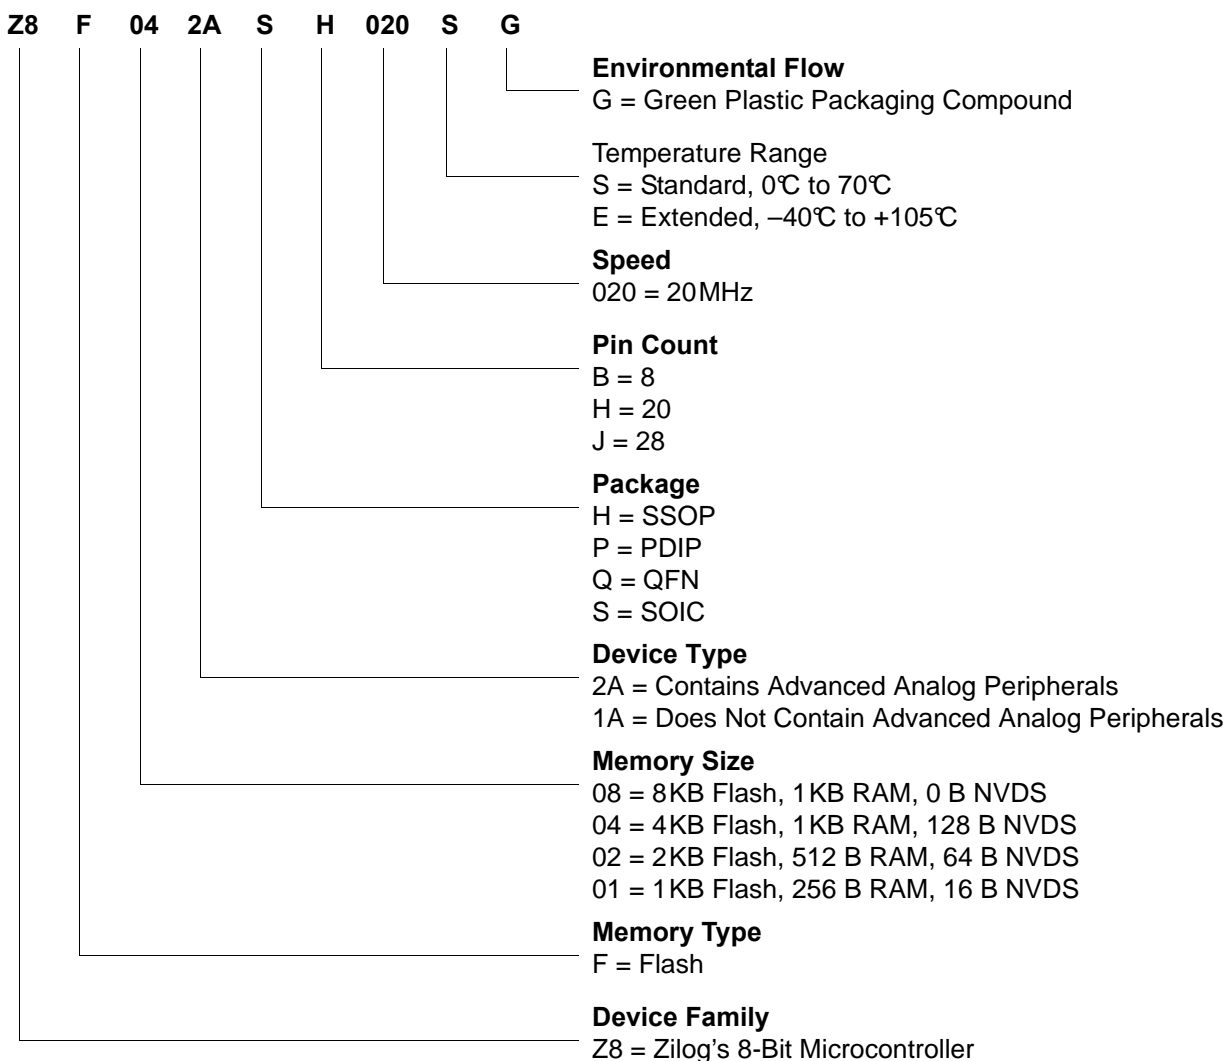 Z8 F 04 2A S H 020 S G
Environmental Flow
G = Green Plastic Packaging Compound
Temperature Range
S = Standard, 0°C to 70°C
E = Extended, –40°C to +105°C
Speed
020 = 20MHz
Pin Count
B = 8
H = 20
J = 28
Package
H = SSOP
P = PDIP
Q = QFN
S = SOIC
Device Type
2A = Contains Advanced Analog Peripherals
1A = Does Not Contain Advanced Analog Peripherals
Memory Size
08 = 8KB Flash, 1KB RAM, 0 B NVDS
04 = 4KB Flash, 1KB RAM, 128 B NVDS
02 = 2KB Flash, 512 B RAM, 64 B NVDS
01 = 1KB Flash, 256 B RAM, 16 B NVDS
Memory Type
F = Flash
Device Family
Z8 = Zilog's 8-Bit Microcontroller